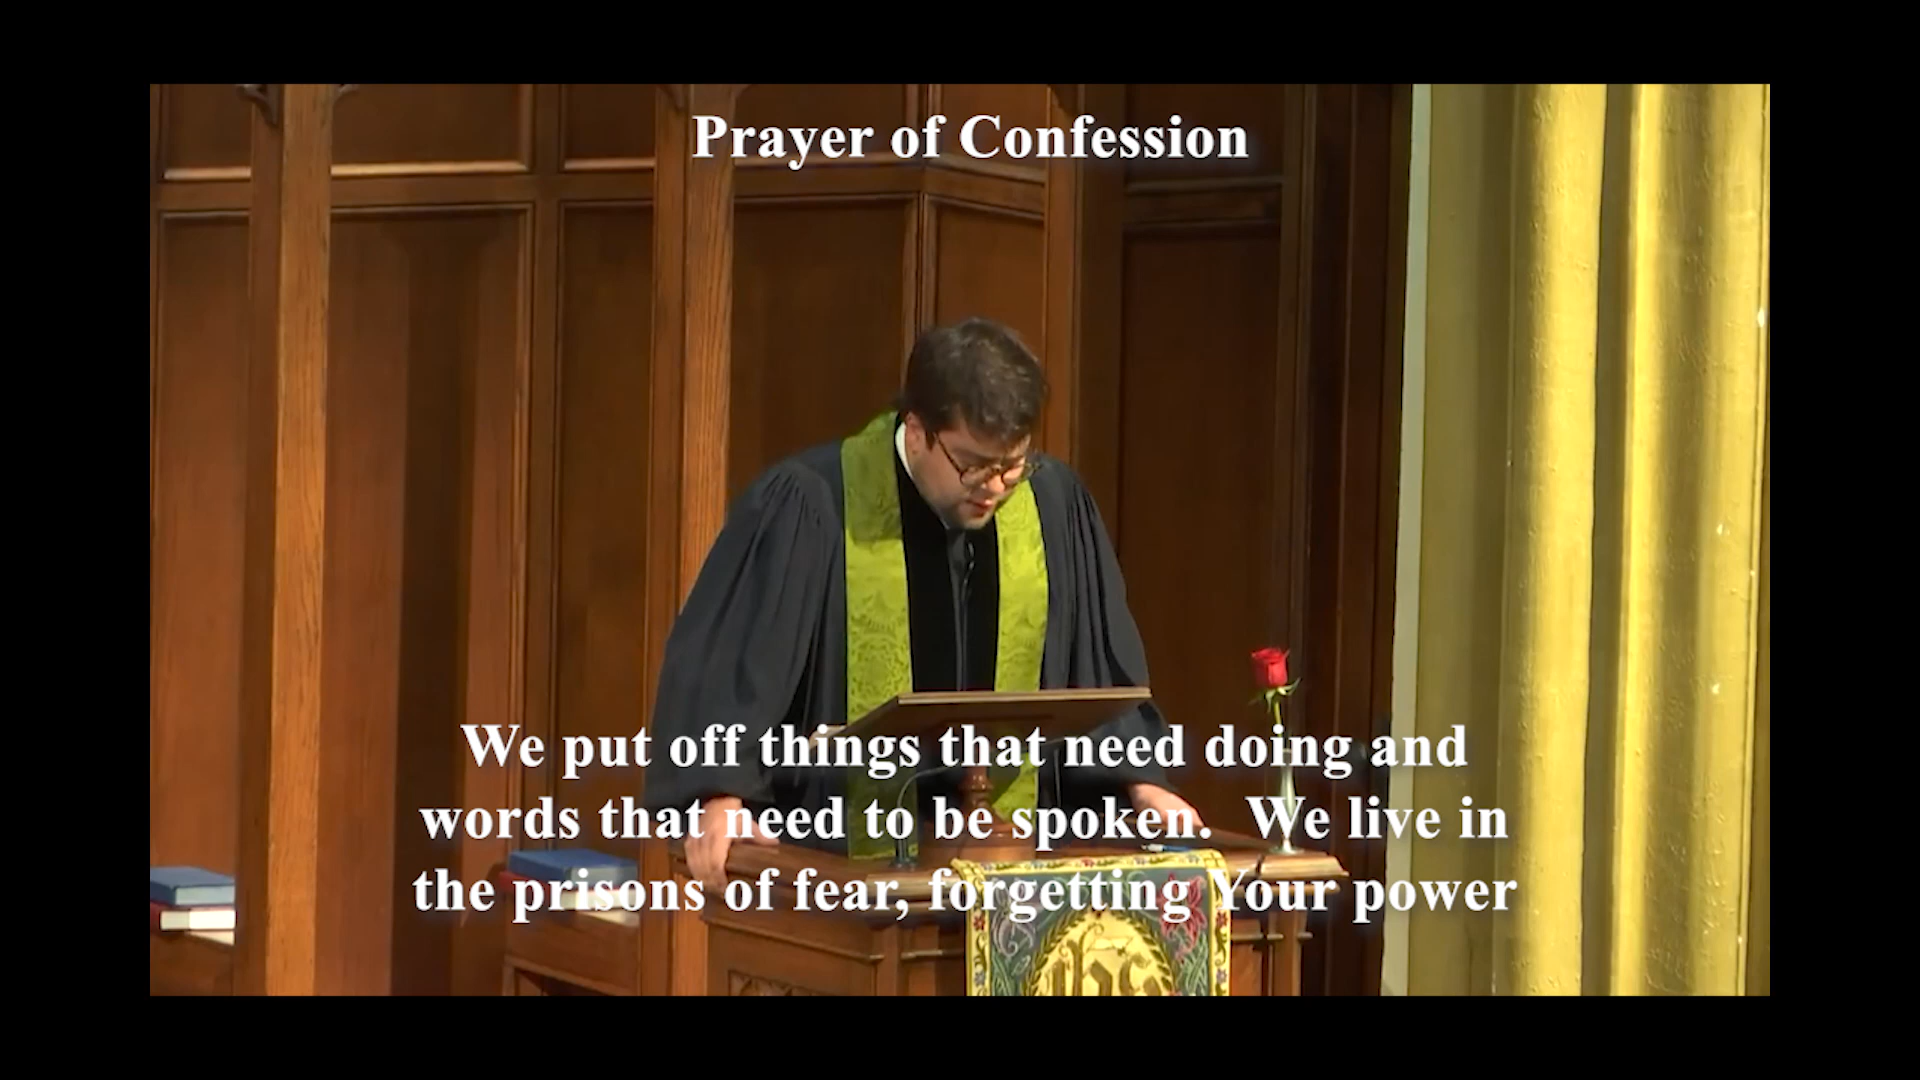 Prayer of Confession
We put off things that need doing and
words that need to be spoken.  We live in
the prisons of fear, forgetting Your power
ihs